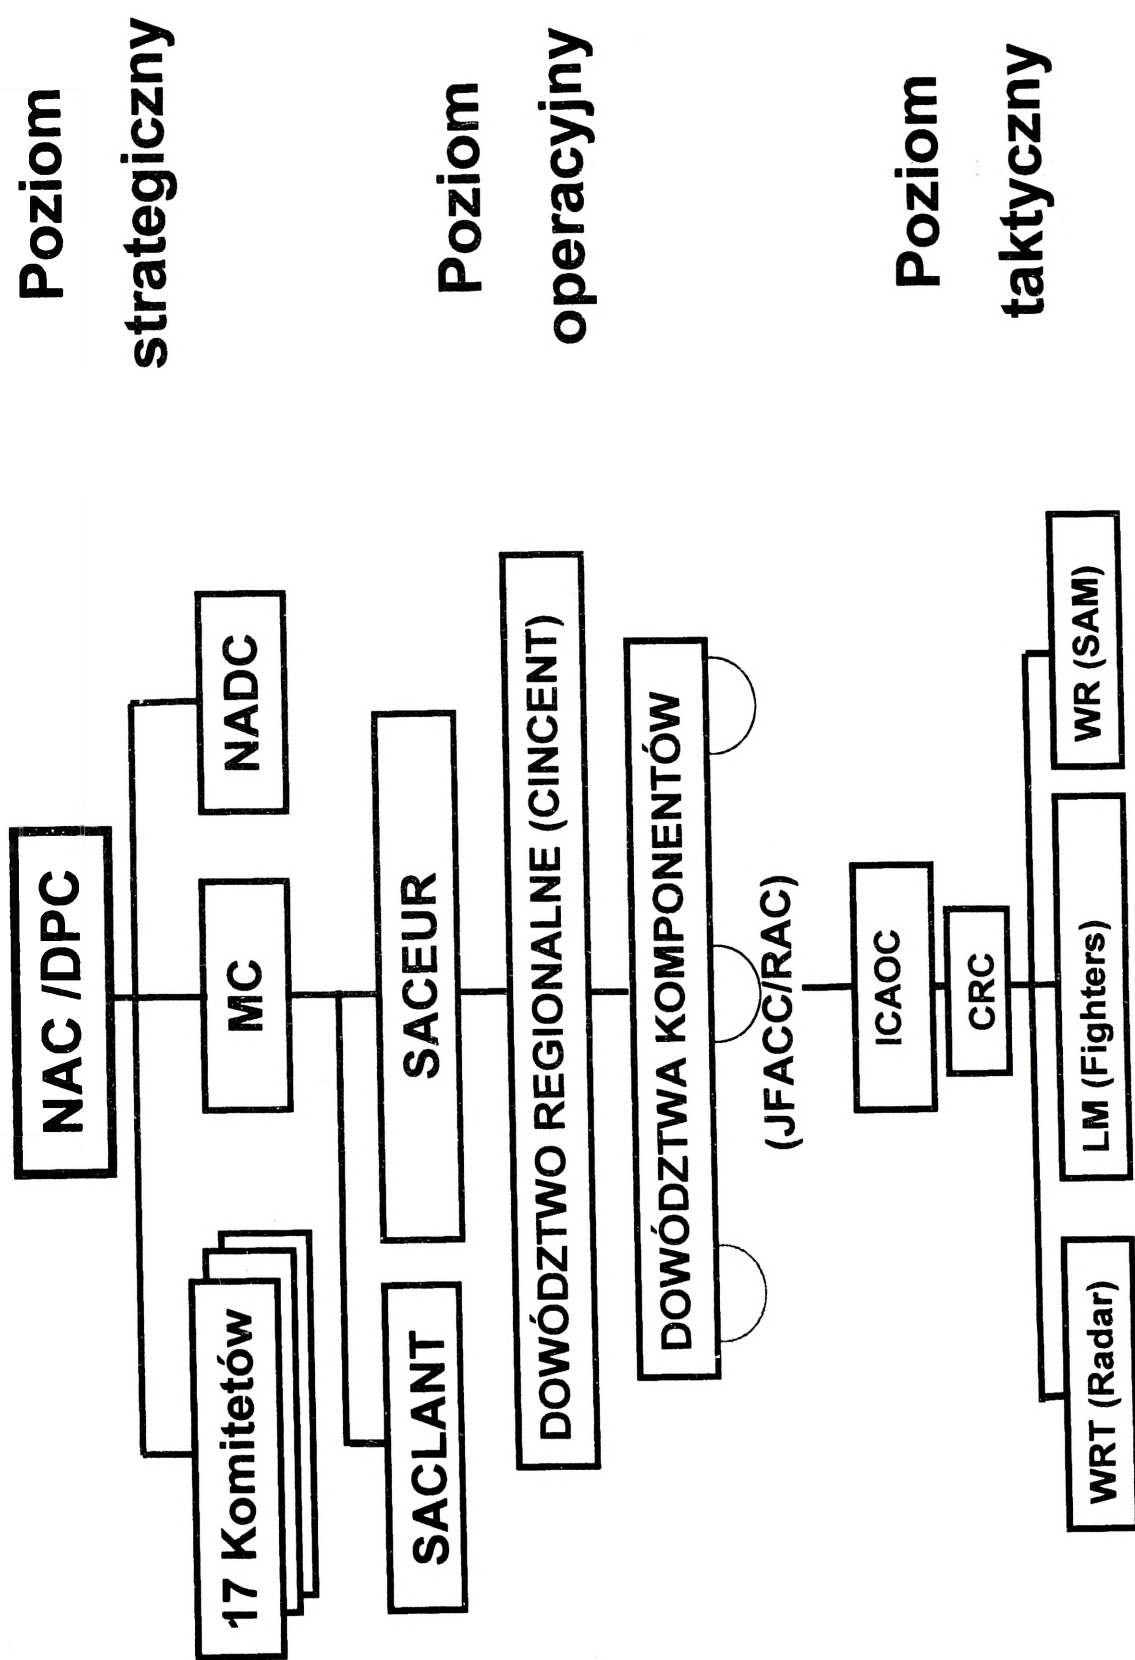 NAC /DPC
Poziom
strategiczny
17 Komitetów
MC
NADC
SACLANT
SACEUR
Poziom
operacyjny
DOWÓDZTWO REGIONALNE (CINCENT)
DOWÓDZTWA KOMPONENTÓW
(JFACC/RAC)
ICAOC
Poziom
taktyczny
CRC
WRT (Radar)
LM (Fighters)
WR (SAM)